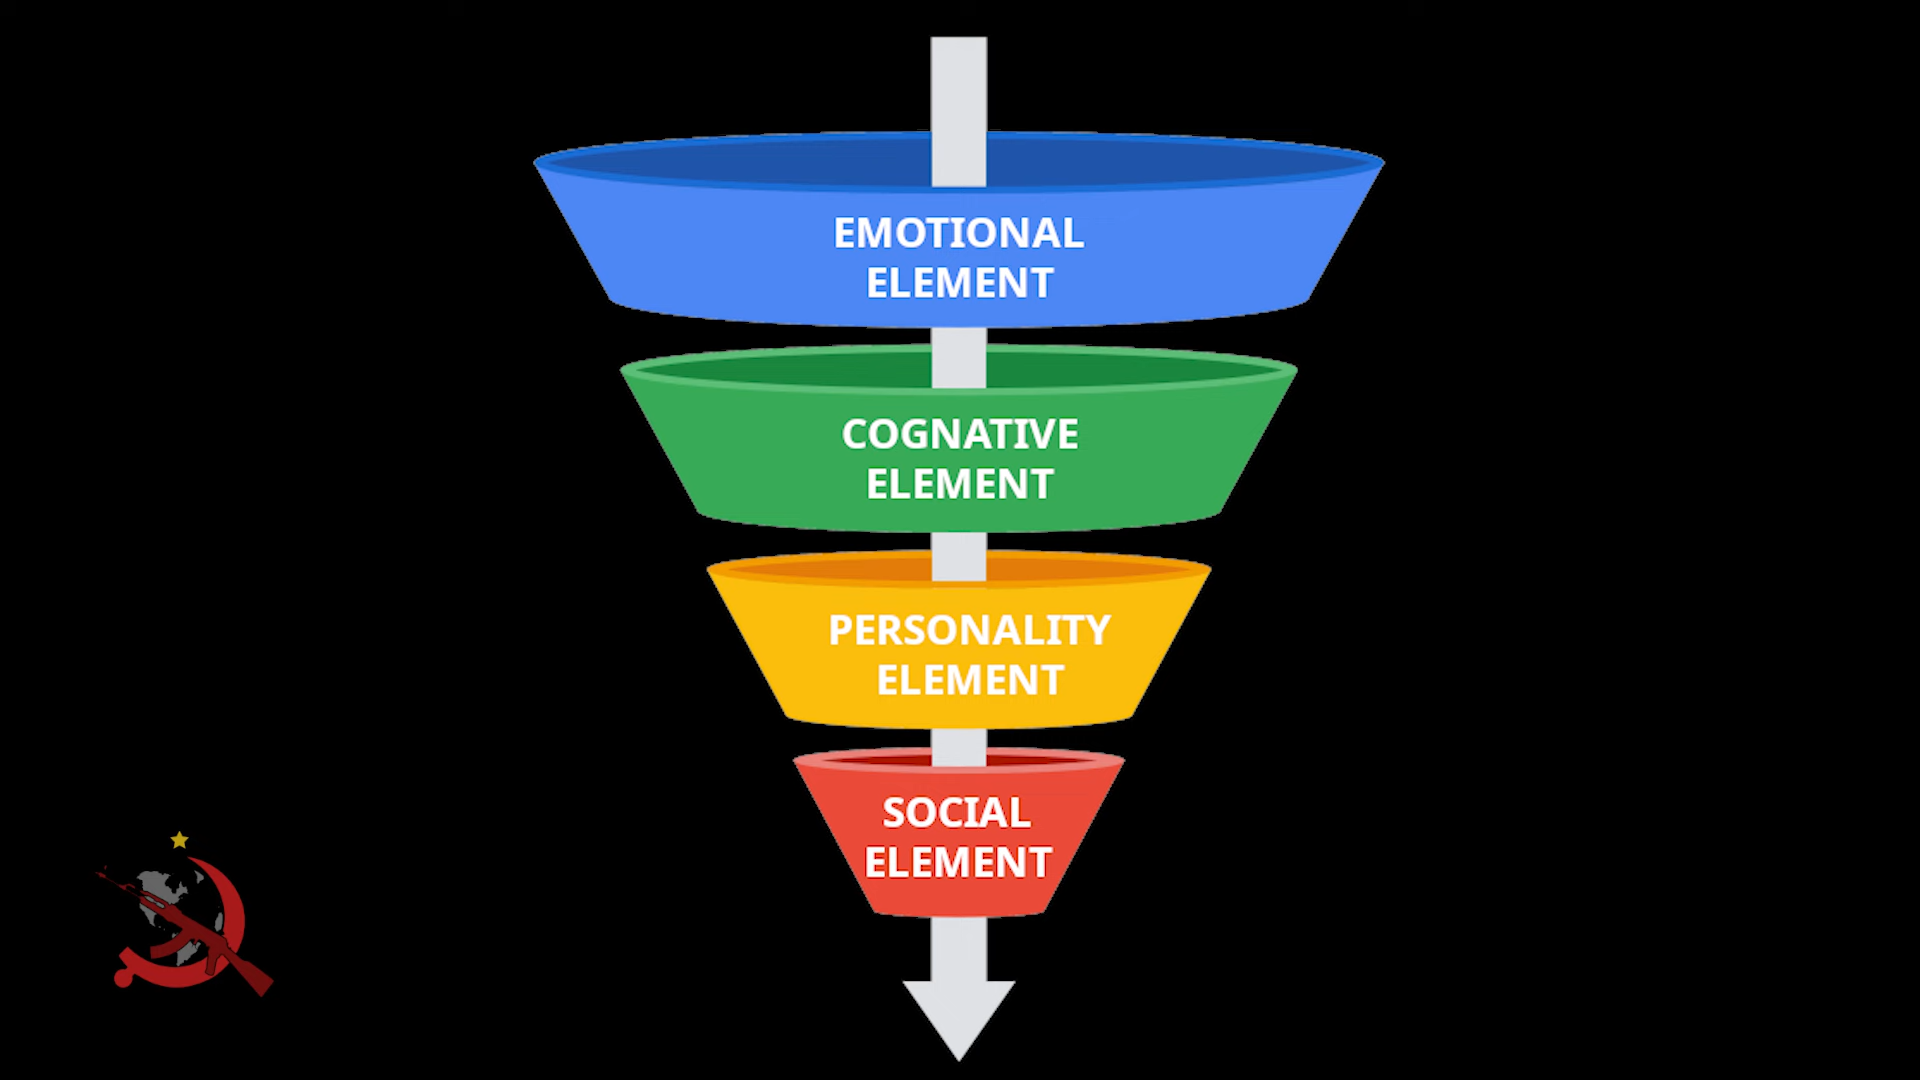 EMOTIONAL
ELEMENT
COGNATIVE
ELEMENT
PERSONALITY
ELEMENT
SOCIAL
ELEMENT